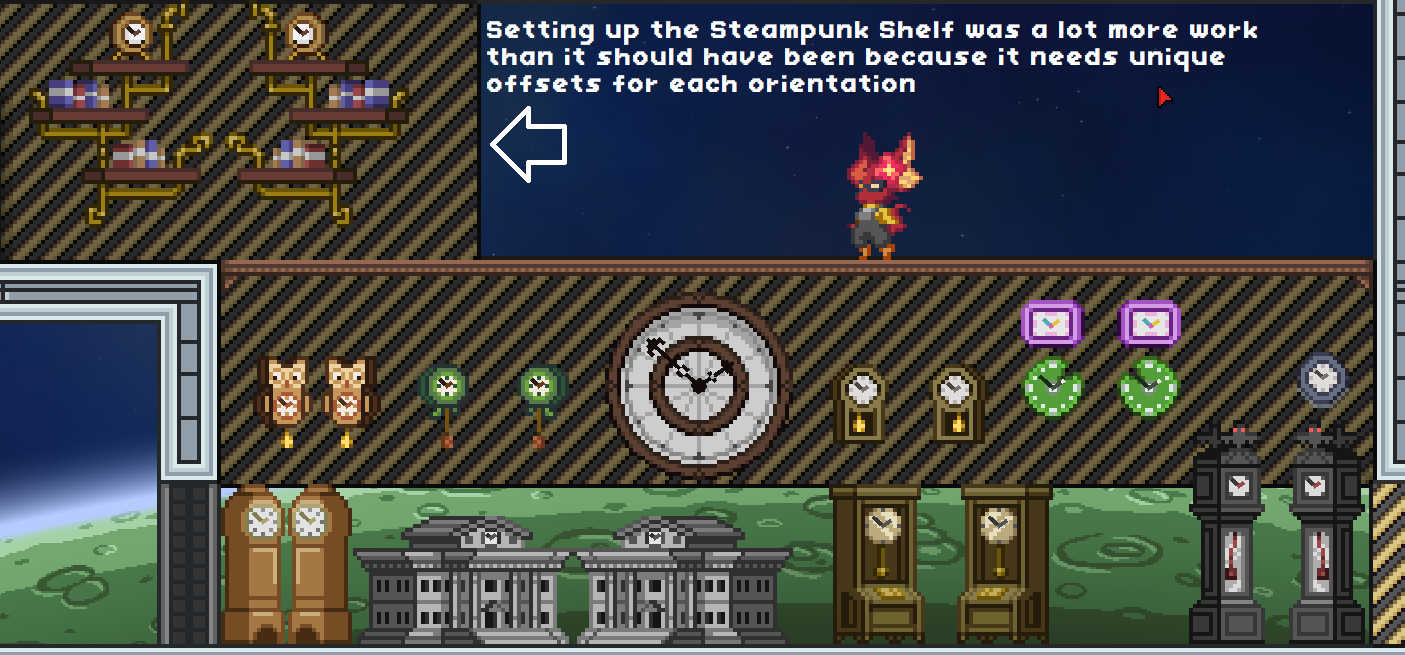 Setting up the Steampunk Shelf was a lot more work
than it should have been because it needs unique
offsets for each orientation